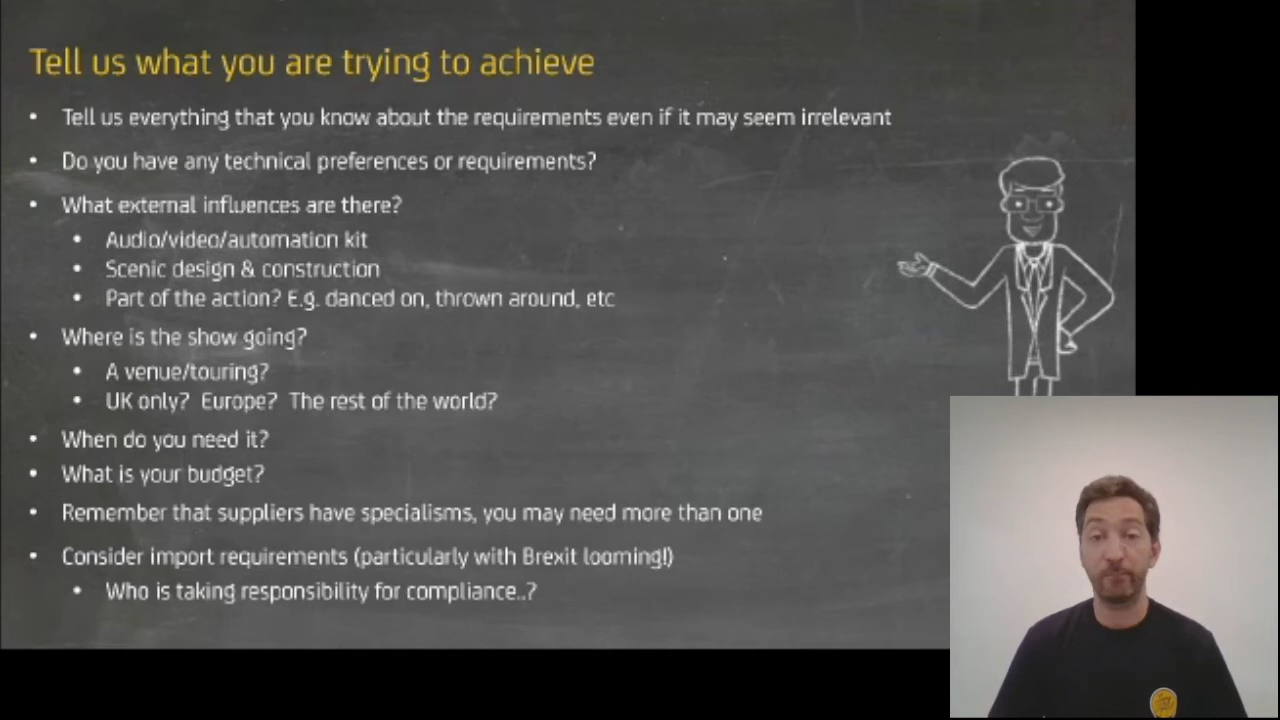 Tell us what you are trying to achieve
• Tell us everything that you know about the requirements even if it may seem irrelevant
• Do you have any technical preferences or requirements?
• What external influences are there?
• Audio/video/automation kit
• Scenic design & construction
• Part of the action? E.g. danced on, thrown around, etc
• Where is the show going?
• A venue/touring?
• UK only? Europe? The rest of the world?
• When do you need it?
• What is your budget?
• Remember that suppliers have specialisms, you may need more than one
• Consider import requirements (particularly with Brexit looming!)
• Who is taking responsibility for compliance..?